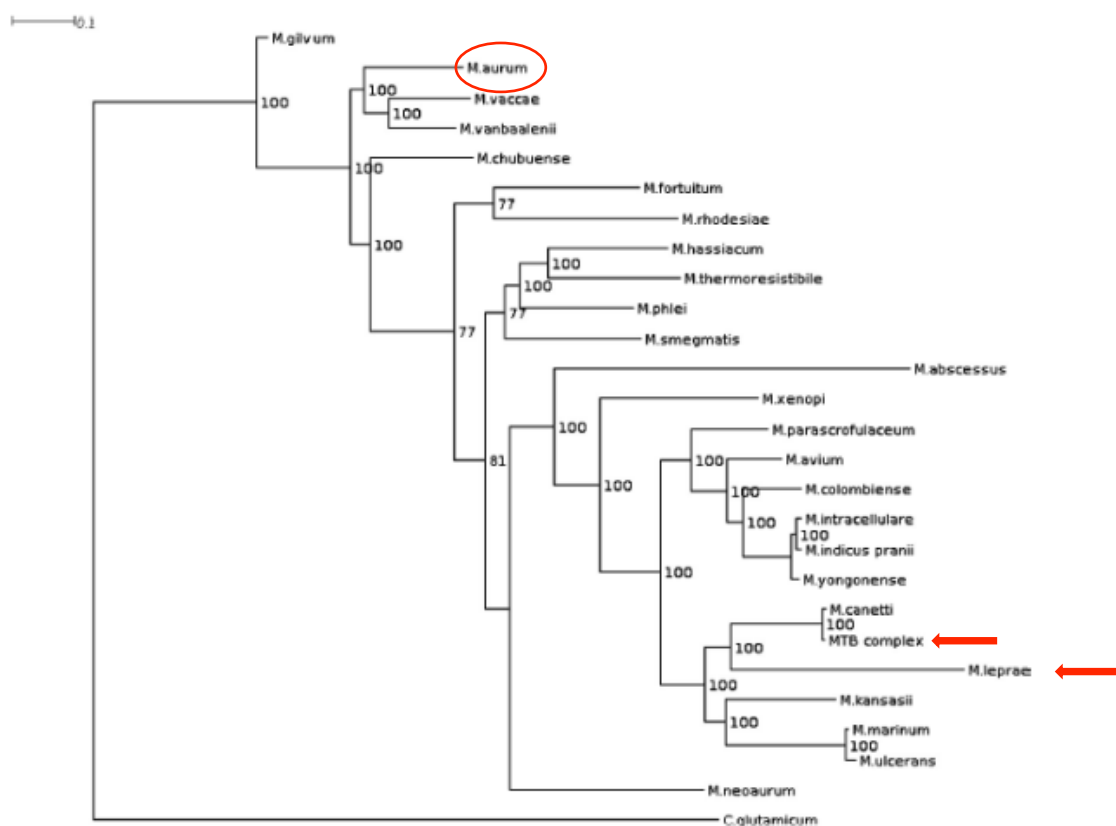 0.1
M.gilvum
M.aurum
100
M.vaccae
100
100
M.vanbaalenii
M.chubuense
100
M.fortuitum
77
M.rhodesiae
100
M.hassiacum
100
M.thermoresistibile
100
M.phlei
77
77
M.smegmatis
M.abscessus
M.xenopi
100
M.parascrofulaceum
81
100
M.avium
100
100
M.colombiense
100
M.intracellulare
100
M.indicus pranii
100
M.yongonense
M.canetti
100
MTB complex
100
M.leprae
100
M.kansasii
100
M.marinum
100
M.ulcerans
M.neoaurum
C.glutamicum